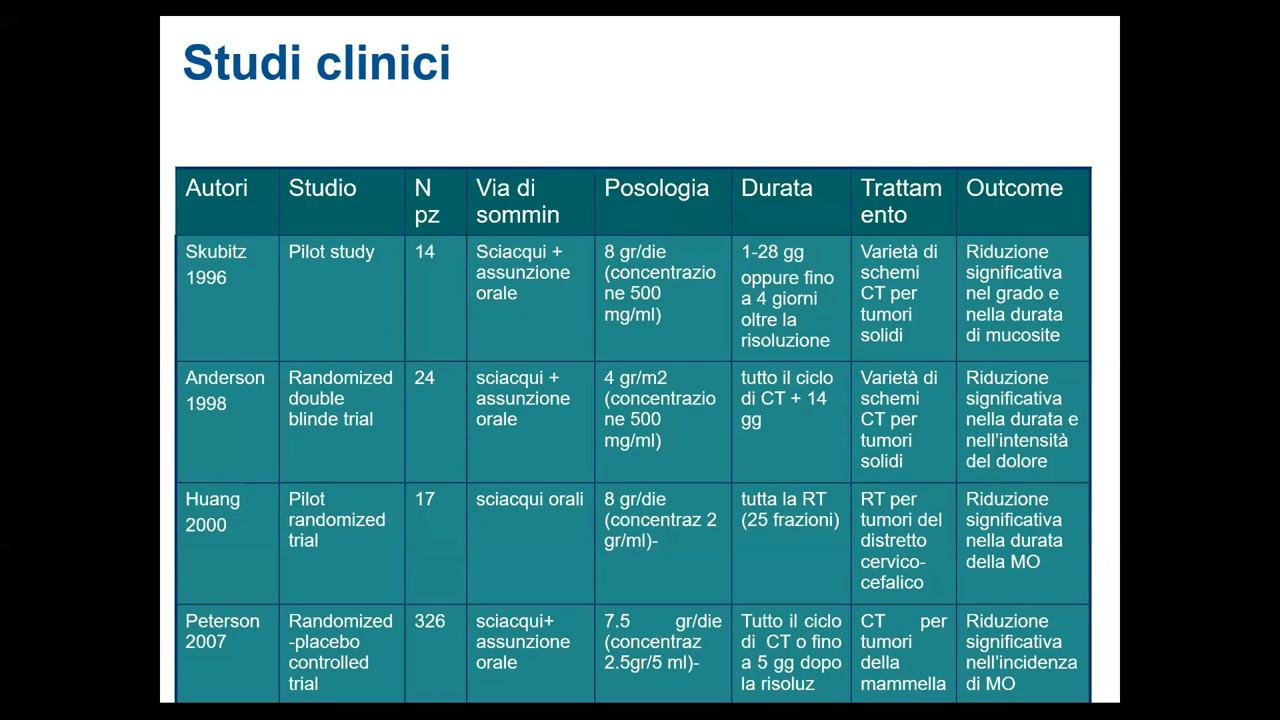 Studi clinici
Autori
Studio
N
pz
Via di
sommin
Posologia
Durata
Trattam
ento
Outcome
Skubitz
1996
Pilot study
14
Sciacqui +
assunzione
orale
8 gr/die
(concentrazio
ne 500
mg/ml)
1-28 gg
oppure fino
a 4 giorni
oltre la
risoluzione
Varietà di
schemi
CT per
tumori
solidi
Riduzione
significativa
nel grado e
nella durata
di mucosite
Anderson
1998
Randomized
double
blinde trial
24
sciacqui +
assunzione
orale
4 gr/m2
(concentrazio
ne 500
mg/ml)
tutto il ciclo
di CT + 14
gg
Varietà di
schemi
CT per
tumori
solidi
Riduzione
significativa
nella durata e
nell'intensità
del dolore
Huang
2000
Pilot
randomized
trial
17
sciacqui orali
8 gr/die
(concentraz 2
gr/ml)-
tutta la RT
(25 frazioni)
RT per
tumori del
distretto
cervico-
cefalico
Riduzione
significativa
nella durata
della MO
Peterson
2007
Randomized
-placebo
controlled
trial
326
sciacqui+
assunzione
orale
7.5 gr/die
(concentraz
2.5gr/5 ml)-
Tutto il ciclo
di CT o fino
a 5 gg dopo
la risoluz
CT per
tumori
della
mammella
Riduzione
significativa
nell'incidenza
di MO